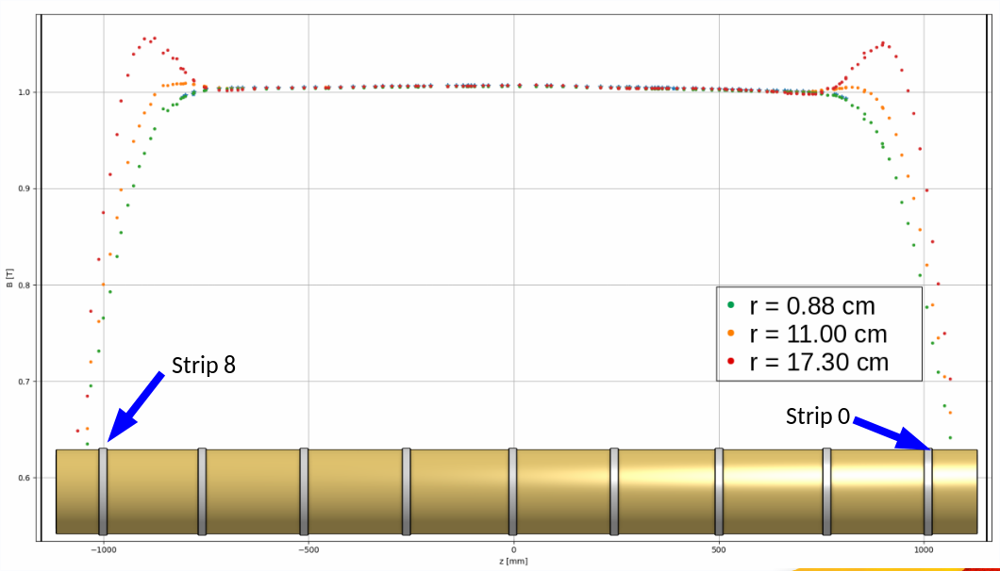 1.0
0.9
B [T]
0.8
r = 0.88 cm
r = 11.00 cm
r = 17.30 cm
0.7
Strip 8
Strip 0
0.6
−1000
−500
0
500
1000
z [mm]